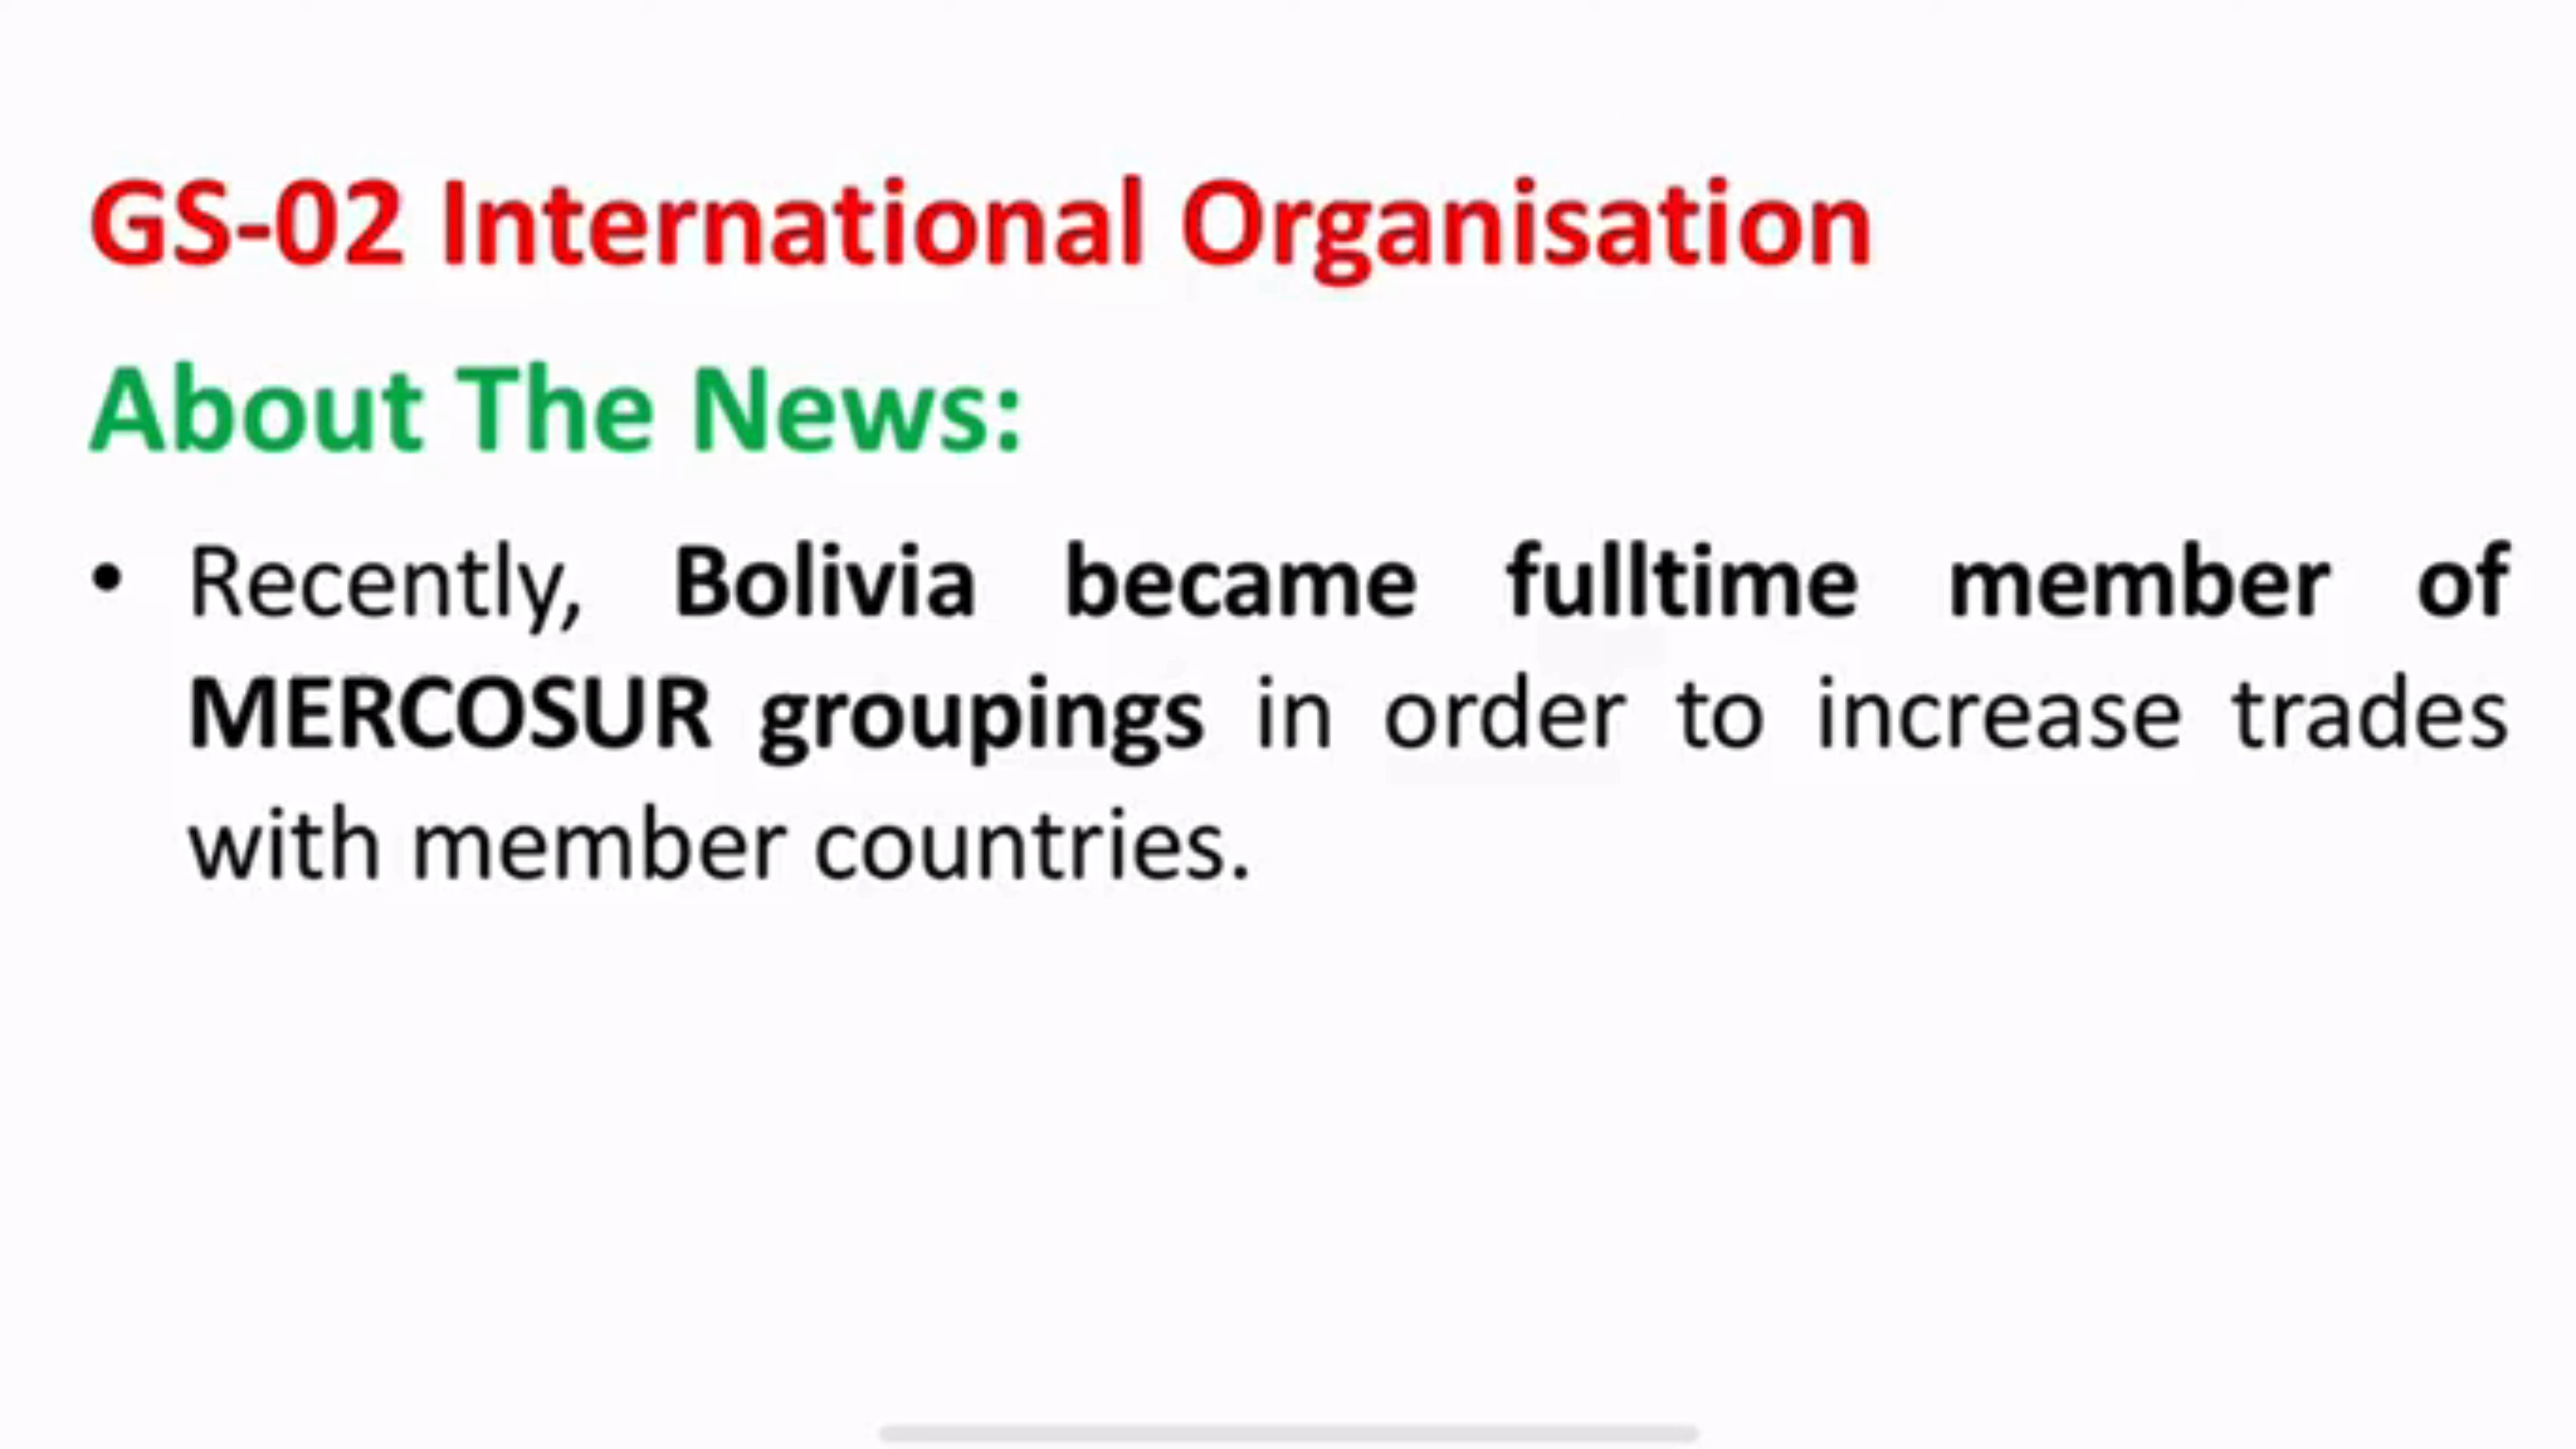 GS-02 International Organisation
About The News:
• Recently, Bolivia became fulltime member of
MERCOSUR groupings in order to increase trades
with member countries.